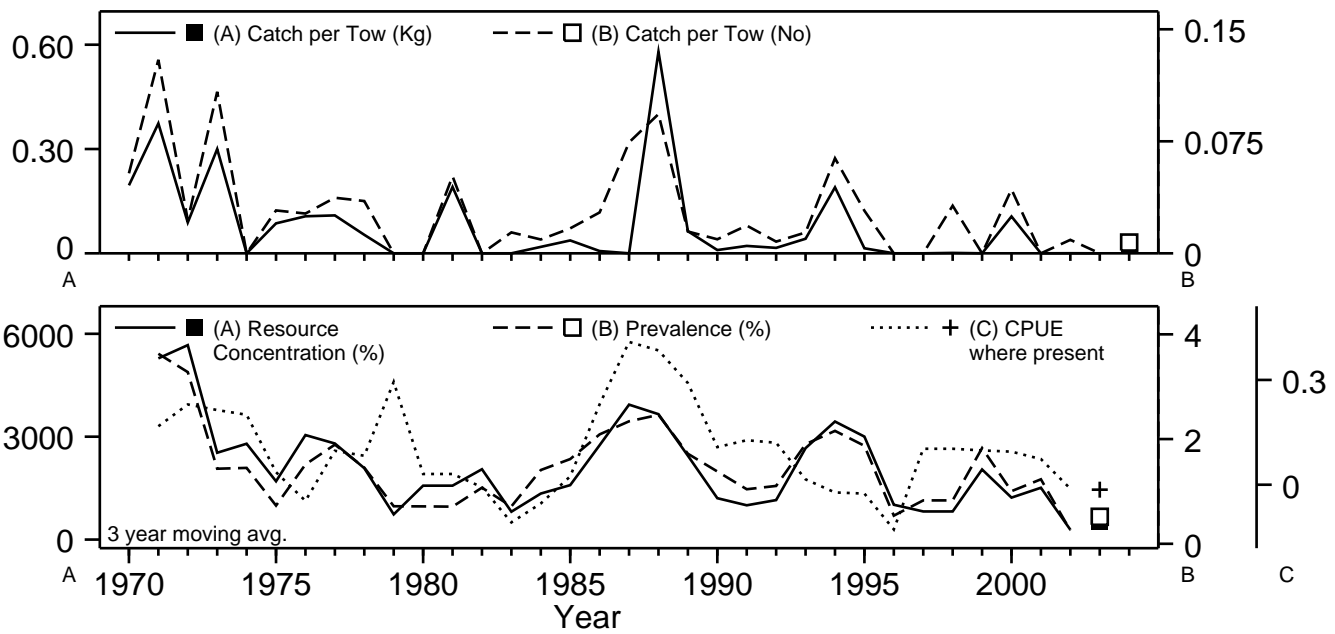 (A) Catch per Tow (Kg) (B) Catch per Tow (No)
0.60
0.30
0
A
0.15
0.075
0
B
(A) Resource Concentration (%)
(B) Prevalence (%)
(C) CPUE where present
6000
3000
0
A
4
2
0
B
0.3
0
C
3 year moving avg.
1970 1975 1980 1985 1990 1995 2000
Year